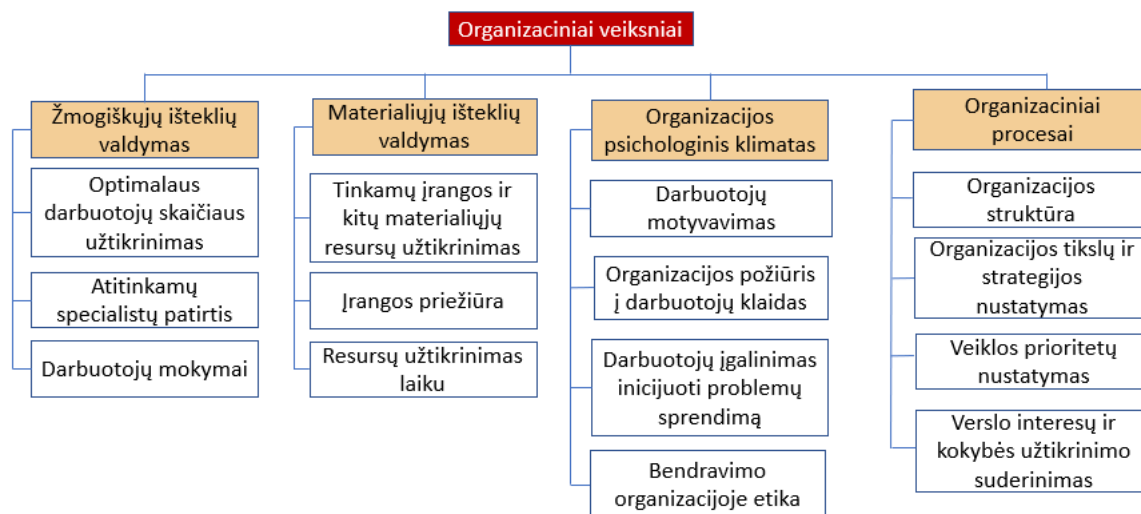 Organizaciniai veiksniai
Žmogiškųjų išteklių
valdymas
Optimalaus
darbuotojų skaičiaus
užtikrinimas
Atitinkamų
specialistų patirtis
Darbuotojų mokymai
Materialiųjų išteklių
valdymas
Tinkamų įrangos ir
kitų materialiųjų
resursų užtikrinimas
Įrangos priežiūra
Resursų užtikrinimas
laiku
Organizacijos
psichologinis klimatas
Darbuotojų
motyvavimas
Organizacijos požiūris
į darbuotojų klaidas
Darbuotojų įgalinimas
inicijuoti problemų
sprendimą
Bendravimo
organizacijoje etika
Organizaciniai
procesai
Organizacijos
struktūra
Organizacijos tikslų ir
strategijos
nustatymas
Veiklos prioritetų
nustatymas
Verslo interesų ir
kokybės užtikrinimo
suderinimas